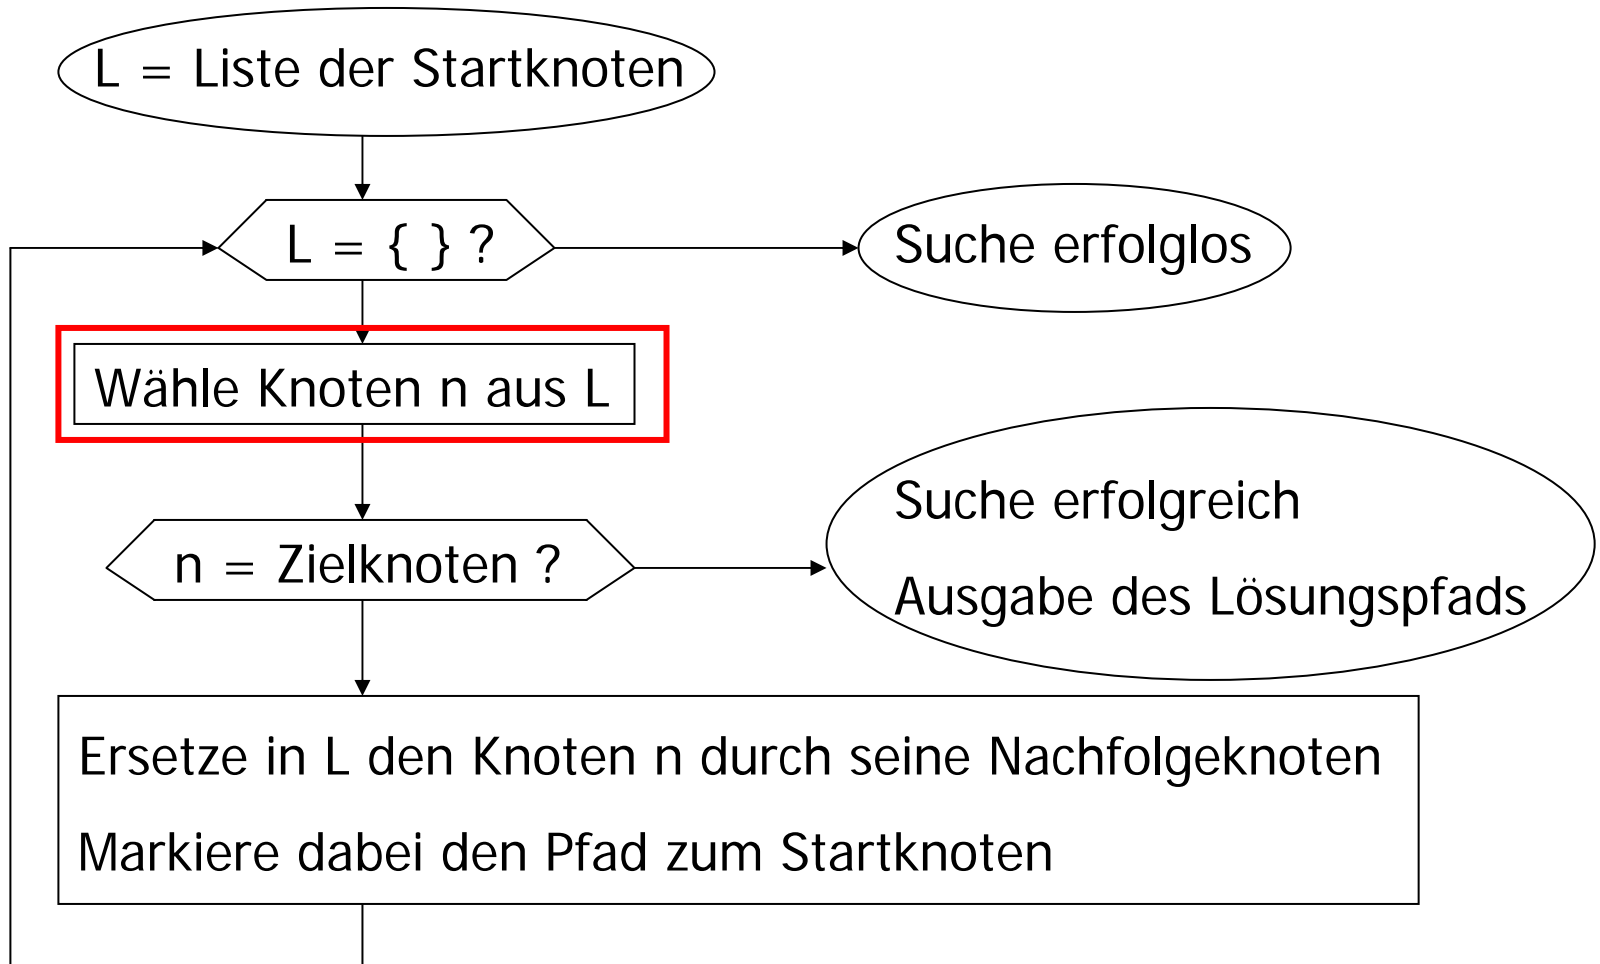 L = Liste der Startknoten
L = { } ?
Suche erfolglos
Wähle Knoten n aus L
n = Zielknoten ?
Suche erfolgreich
Ausgabe des Lösungspfads
Ersetze in L den Knoten n durch seine Nachfolgeknoten
Markiere dabei den Pfad zum Startknoten